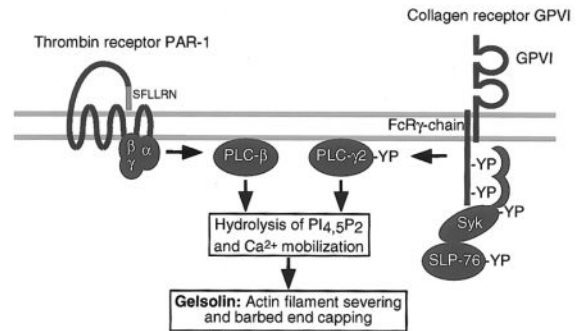 Collagen receptor GPVI
Thrombin receptor PAR-1
GPVI
SFLLRN
FcRγ-chain
β
α
γ
PLC-β
PLC-γ2
-YP
-YP
-YP
Syk
-YP
SLP-76
-YP
Hydrolysis of PI4,5P2
and Ca2+ mobilization
Gelsolin: Actin filament severing
and barbed end capping